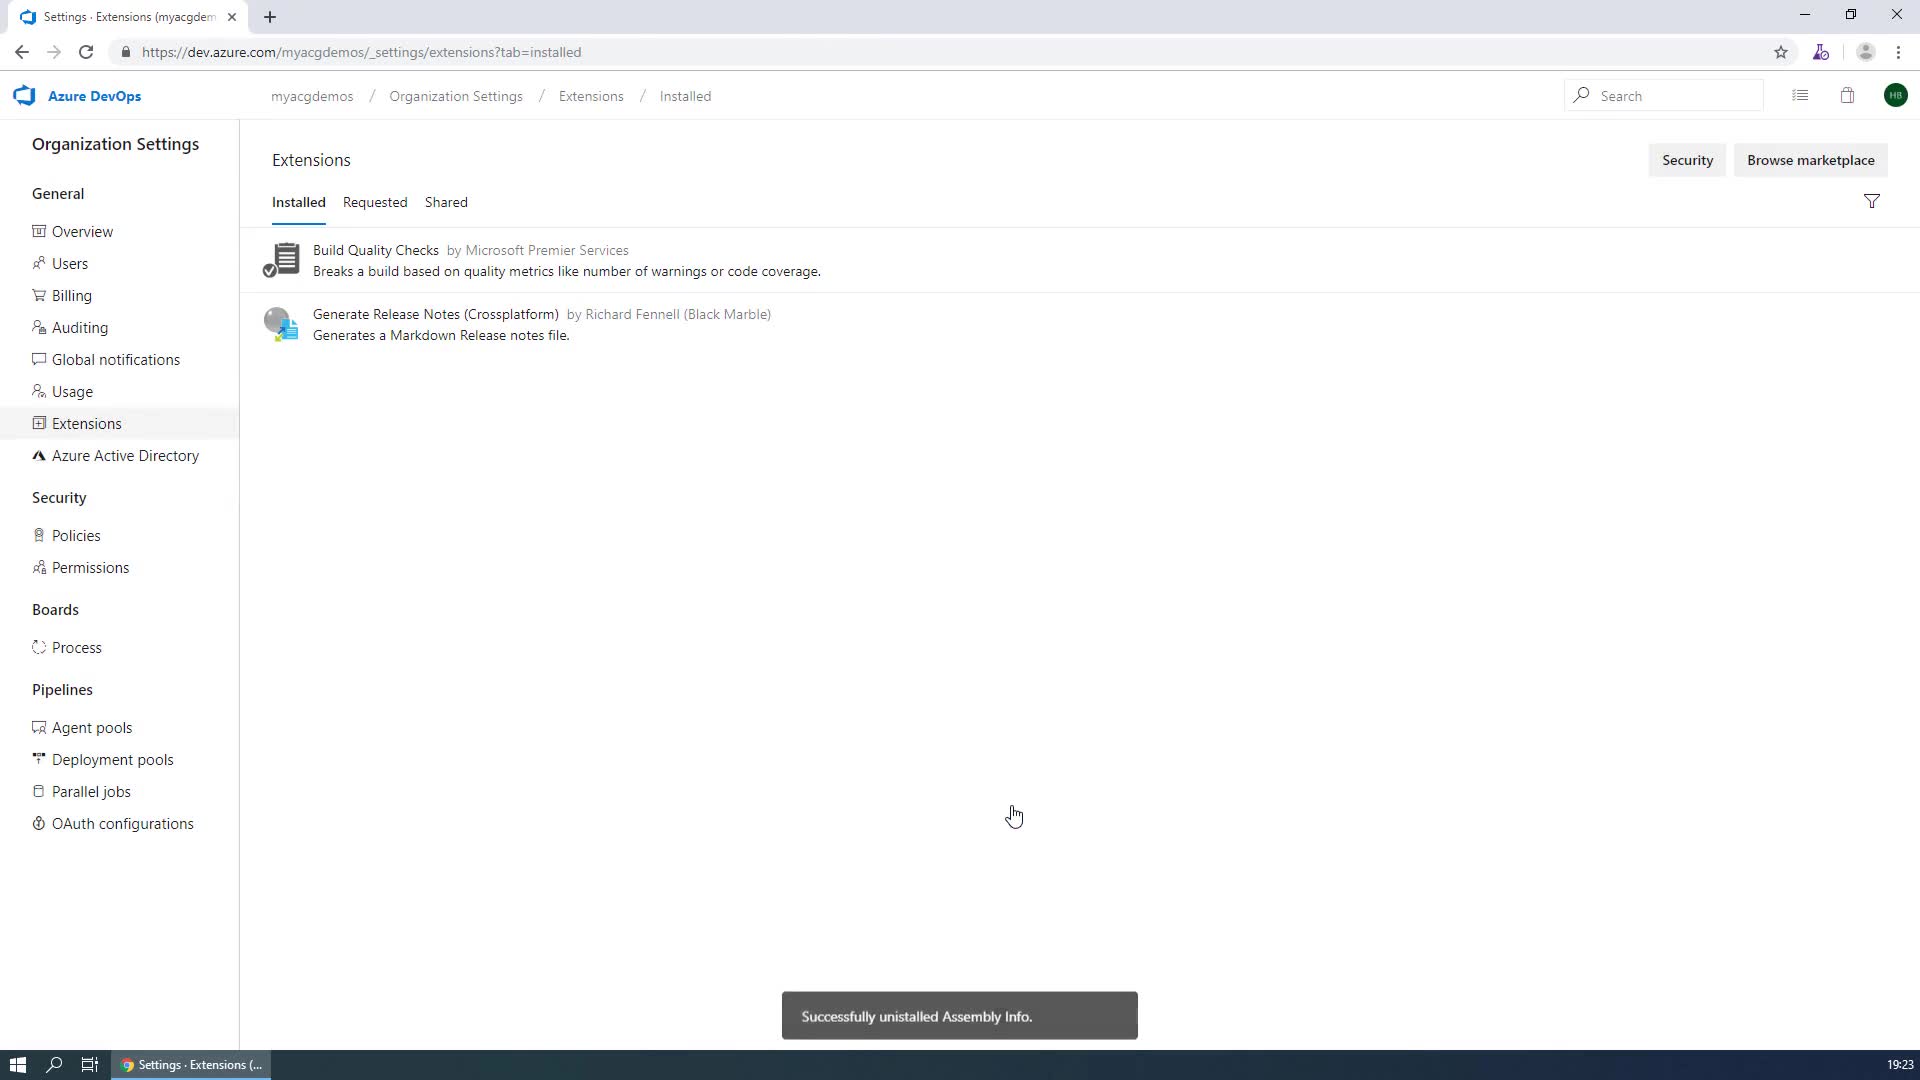 Settings · Extensions (myacgdem
https://dev.azure.com/myacgdemos/_settings/extensions?tab=installed
Azure DevOps
myacgdemos / Organization Settings / Extensions / Installed
Search
HB
Organization Settings
General
Overview
Users
Billing
Auditing
Global notifications
Usage
Extensions
Azure Active Directory
Security
Policies
Permissions
Boards
Process
Pipelines
Agent pools
Deployment pools
Parallel jobs
OAuth configurations
Extensions
Security
Browse marketplace
Installed Requested Shared
Build Quality Checks by Microsoft Premier Services
Breaks a build based on quality metrics like number of warnings or code coverage.
Generate Release Notes (Crossplatform) by Richard Fennell (Black Marble)
Generates a Markdown Release notes file.
Successfully unistalled Assembly Info.
Settings · Extensions (...
19:23